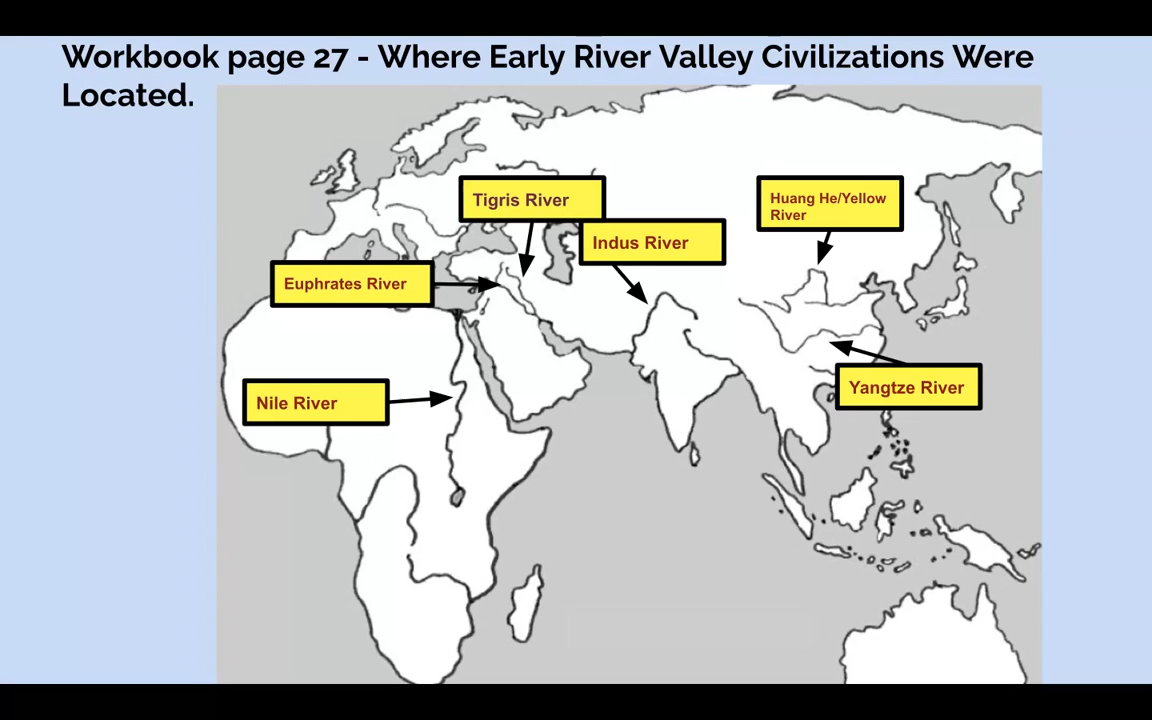 Workbook page 27 - Where Early River Valley Civilizations Were
Located.
Tigris River
Huang He/Yellow
River
Indus River
Euphrates River
Nile River
Yangtze River